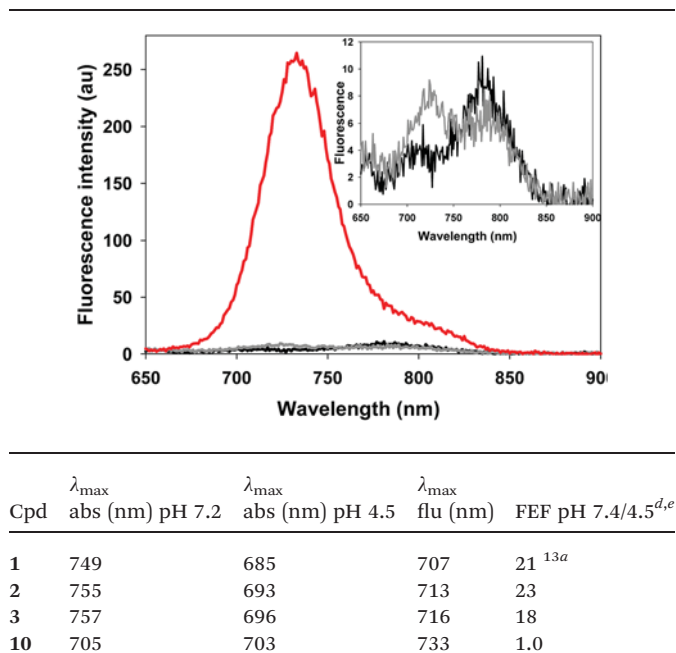 Fluorescence intensity (au)
250
200
150
100
50
0
650 700 750 800 850 900
Wavelength (nm)
Fluorescence
12
10
8
6
4
2
0
650 700 750 800 850 900
Wavelength (nm)
λmax λmax λmax
Cpd abs (nm) pH 7.2 abs (nm) pH 4.5 flu (nm) FEF pH 7.4/4.5d,e
1 749 685 707 21 13a
2 755 693 713 23
3 757 696 716 18
10 705 703 733 1.0